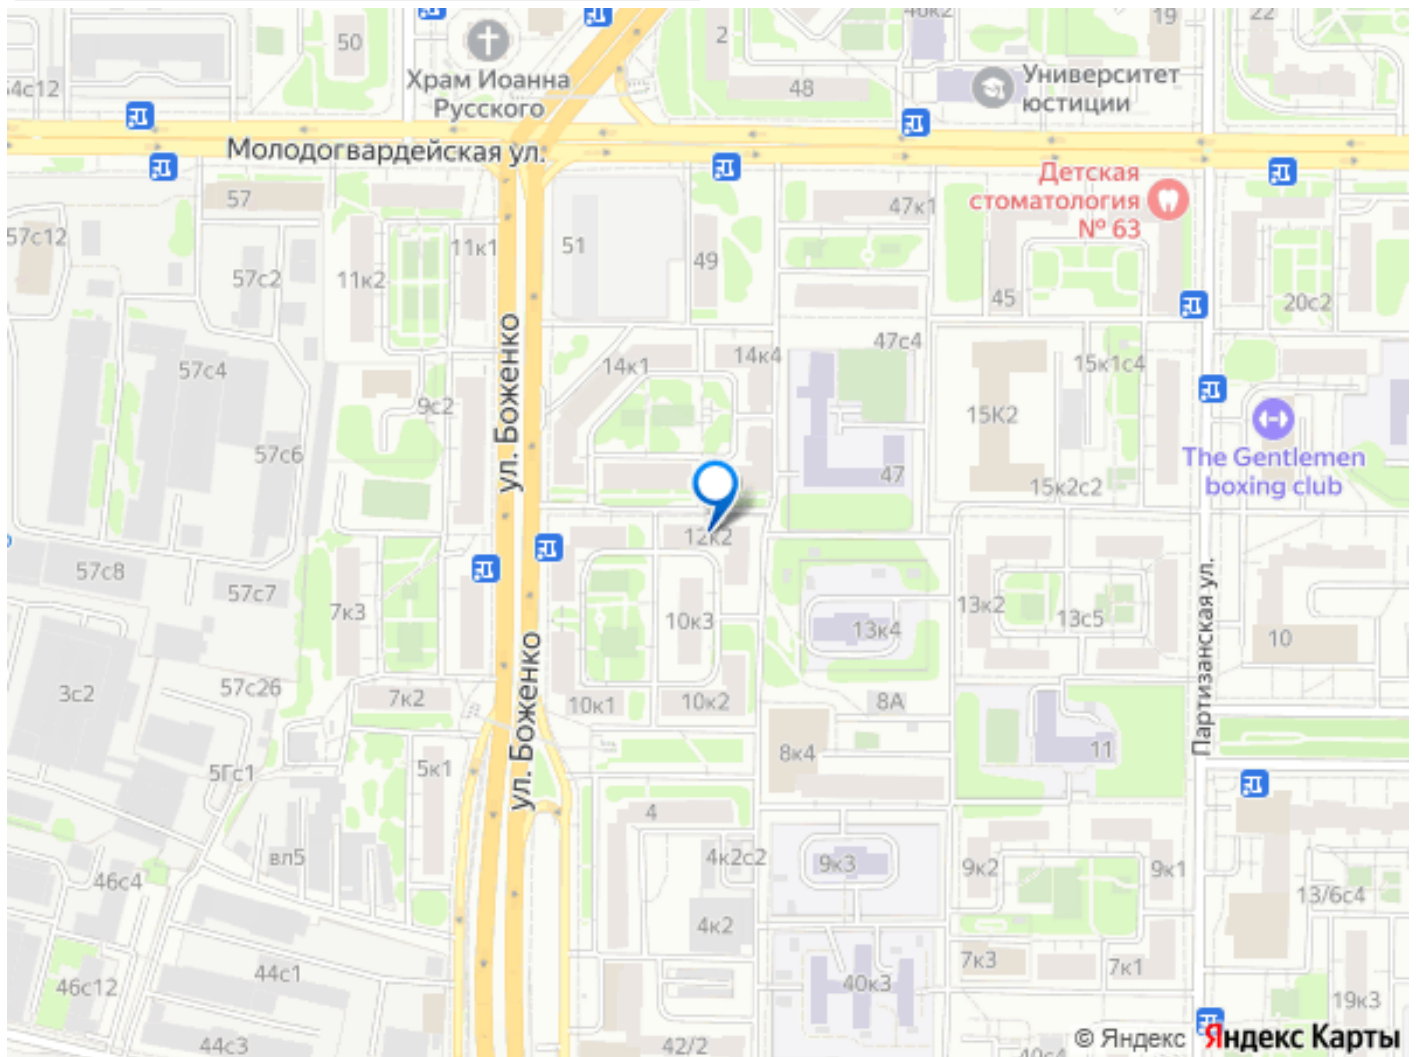 50
Храм Иоанна
Русского
2
48
46к2
Университет
юстиции
19
22
4с12
Молодогвардейская ул.
57
57с12
57с2
11к2
11к1
51
49
47к1
Детская
стоматология
№ 63
45
20с2
57с4
9с2
57с6
ул. Боженко
14к1
14к4
47с4
15к1с4
15К2
47
15к2с2
The Gentlemen
boxing club
12к2
57с8
57с7
7к3
10к3
13к4
13к2
13с5
Партизанская ул.
10
3с2
57с26
7к2
ул. Боженко
10к1
10к2
8А
8к4
11
5Гс1
5к1
4
вл5
46с4
4к2с2
9к3
9к2
9к1
13/6с4
4к2
44с1
46с12
40к3
7к3
7к1
19к3
44с3
42/2
40с4
© Яндекс
Яндекс Карты